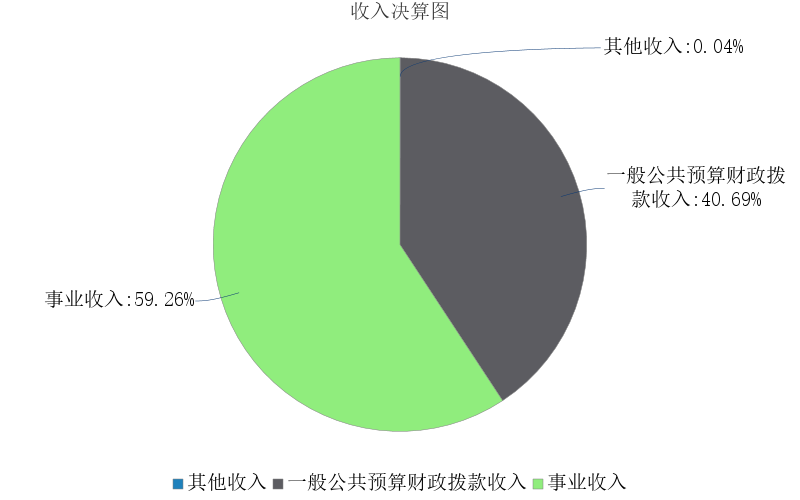 收入决算图
其他收入:0.04%
一般公共预算财政拨
款收入:40.69%
事业收入:59.26%
其他收入 一般公共预算财政拨款收入 事业收入